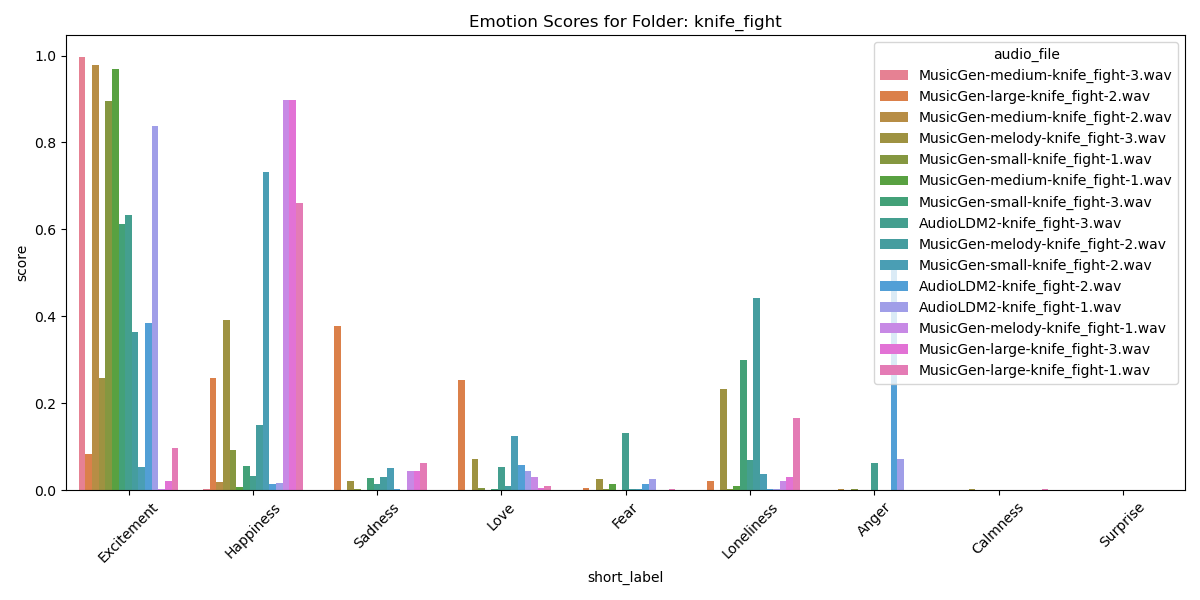 Emotion Scores for Folder: knife_fight
score
1.0
0.8
0.6
0.4
0.2
0.0
audio_file
MusicGen-medium-knife_fight-3.wav
MusicGen-large-knife_fight-2.wav
MusicGen-medium-knife_fight-2.wav
MusicGen-melody-knife_fight-3.wav
MusicGen-small-knife_fight-1.wav
MusicGen-medium-knife_fight-1.wav
MusicGen-small-knife_fight-3.wav
AudioLDM2-knife_fight-3.wav
MusicGen-melody-knife_fight-2.wav
MusicGen-small-knife_fight-2.wav
AudioLDM2-knife_fight-2.wav
AudioLDM2-knife_fight-1.wav
MusicGen-melody-knife_fight-1.wav
MusicGen-large-knife_fight-3.wav
MusicGen-large-knife_fight-1.wav
Excitement
Happiness
Sadness
Love
Fear
Loneliness
Anger
Calmness
Surprise
short_label